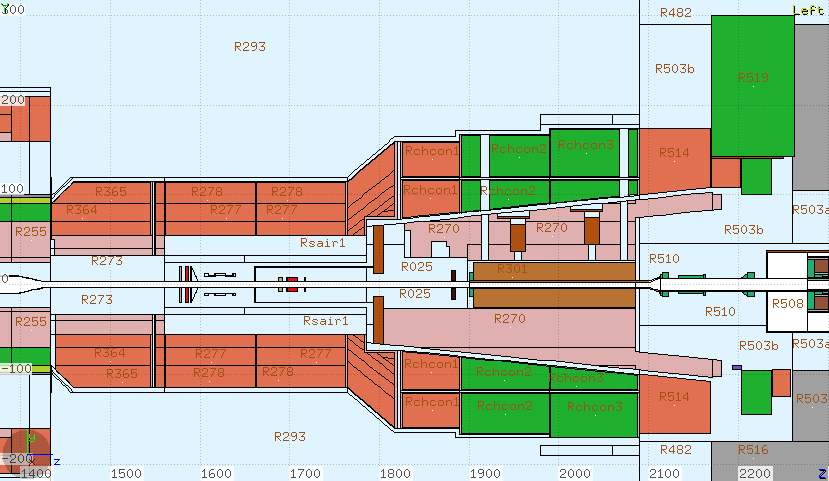 Y
300
R482
Left
R293
R503b
R519
200
Rchcon1
Rchcon2
Rchcon3
R514
100
R365
R278
R278
Rchcon1
Rchcon2
R364
R277
R277
R503a
R255
Rsair1
R270
R270
R503b
R273
R025
R301
R510
0
R273
R025
R508
R255
Rsair1
R270
R510
R503b
R503a
-100
R364
R277
R277
R365
R278
R278
Rchcon1
Rchcon2
Rchcon3
Rchcon2
Rchcon3
R514
R503
R293
R482
R516
-200
z
1400
1500
1600
1700
1800
1900
2000
2100
2200
Z